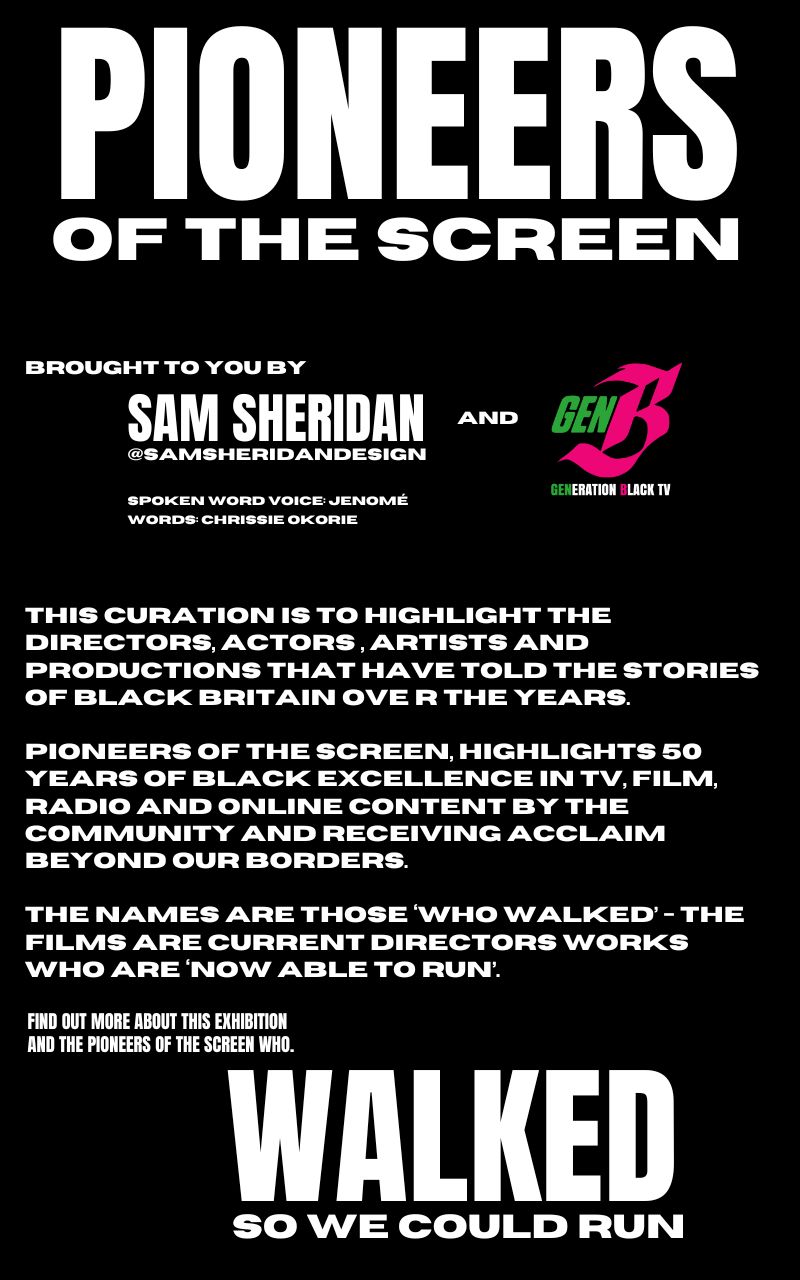 PIONEERS
OF THE SCREEN
BROUGHT TO YOU BY
SAM SHERIDAN
@SAMSHERIDANDESIGN
AND
GEN B
GENERATION BLACK TV
SPOKEN WORD VOICE: JENOMÉ
WORDS: CHRISSIE OKORIE
THIS CURATION IS TO HIGHLIGHT THE
DIRECTORS, ACTORS , ARTISTS AND
PRODUCTIONS THAT HAVE TOLD THE STORIES
OF BLACK BRITAIN OVE R THE YEARS.
PIONEERS OF THE SCREEN, HIGHLIGHTS 50
YEARS OF BLACK EXCELLENCE IN TV, FILM,
RADIO AND ONLINE CONTENT BY THE
COMMUNITY AND RECEIVING ACCLAIM
BEYOND OUR BORDERS.
THE NAMES ARE THOSE ‘WHO WALKED’ - THE
FILMS ARE CURRENT DIRECTORS WORKS
WHO ARE ‘NOW ABLE TO RUN’.
FIND OUT MORE ABOUT THIS EXHIBITION
AND THE PIONEERS OF THE SCREEN WHO.
WALKED
SO WE COULD RUN